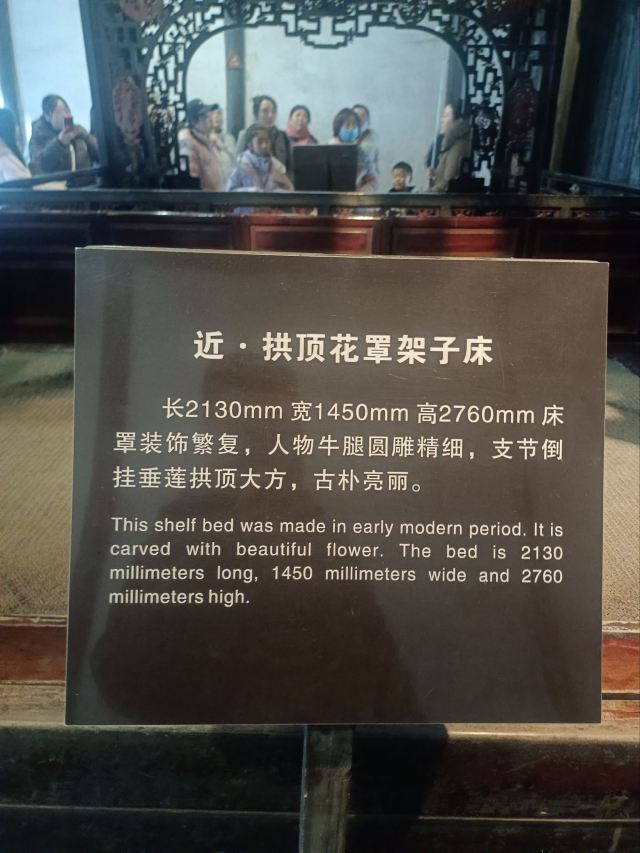 近·拱顶花罩架子床
长2130mm 宽1450mm 高2760mm 床
罩装饰繁复，人物牛腿圆雕精细，支节倒
挂垂莲拱顶大方，古朴亮丽。
This shelf bed was made in early modern period. It is
carved with beautiful flower. The bed is 2130
millimeters long, 1450 millimeters wide and 2760
millimeters high.